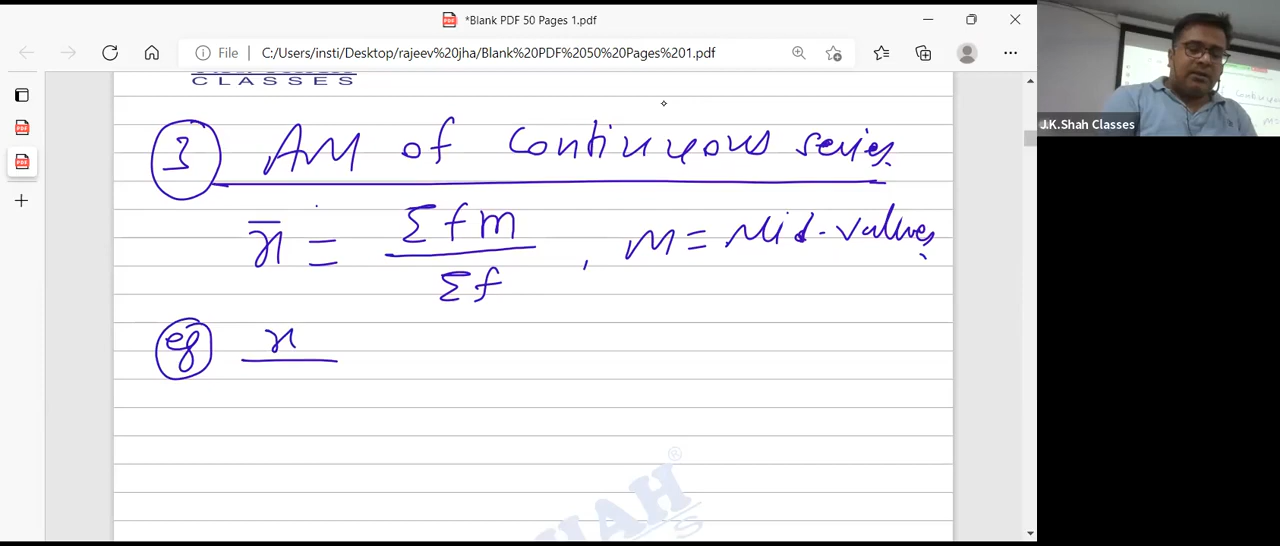 *Blank PDF 50 Pages 1.pdf
File C:/Users/insti/Desktop/rajeev%20jha/Blank%20PDF%2050%20Pages%201.pdf
J.K.Shah Classes
CLASSES
3 AM of continuous series.
x̄ = Σfm / Σf , m = Mid-values.
eg x
®